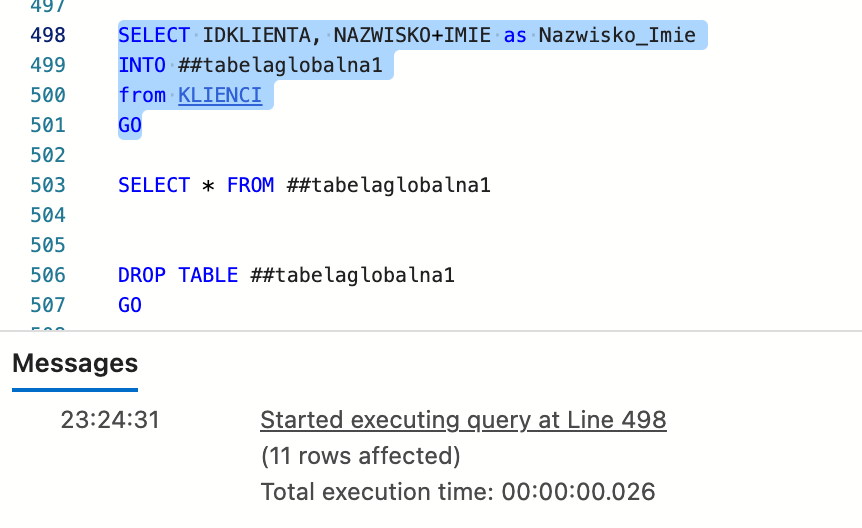 497
498 SELECT IDKLIENTA, NAZWISKO+IMIE as Nazwisko_Imie
499 INTO ##tabelaglobalna1
500 from KLIENCI
501 GO
502
503 SELECT * FROM ##tabelaglobalna1
504
505
506 DROP TABLE ##tabelaglobalna1
507 GO
Messages
23:24:31 Started executing query at Line 498
(11 rows affected)
Total execution time: 00:00:00.026